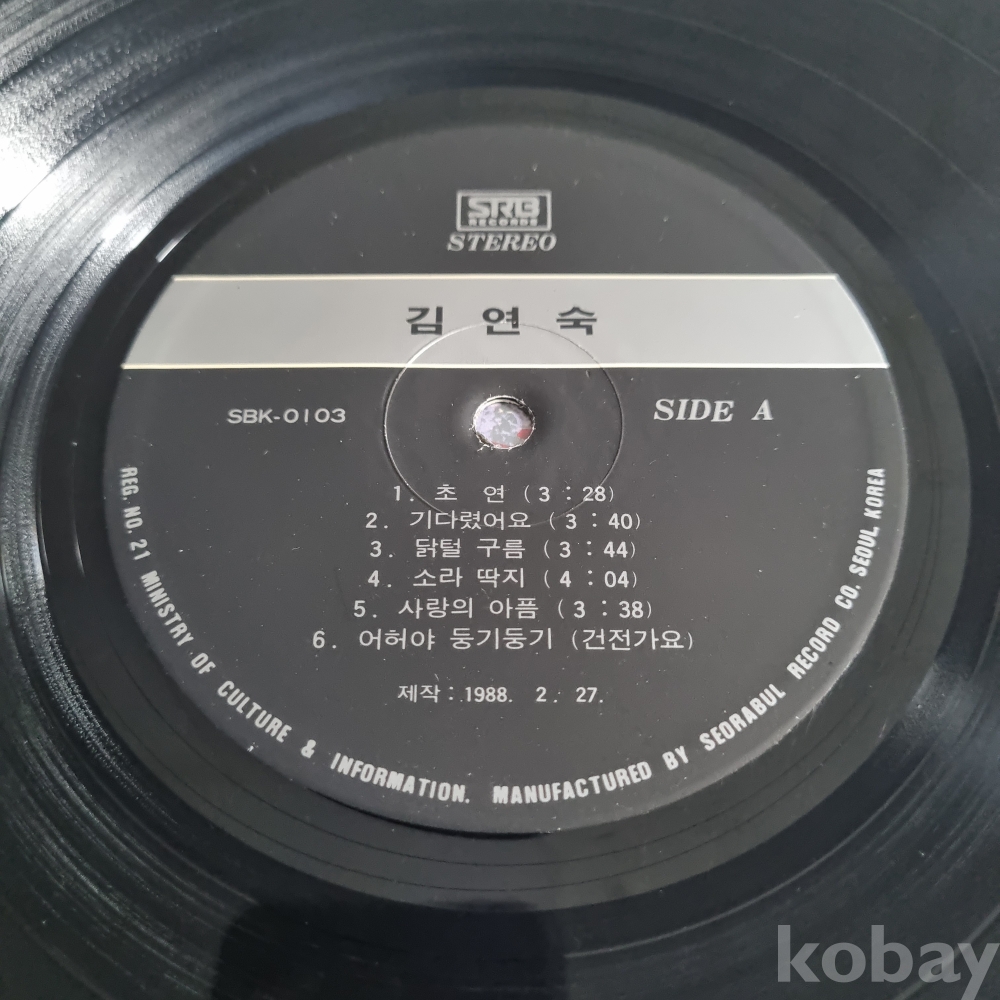 SRB
RECORDS
STEREO
김 연 숙
SBK-0103
SIDE A
1. 초 연 (3 : 28)
2. 기다렸어요 (3 : 40)
3. 닭털 구름 (3 : 44)
4. 소라 딱지 (4 : 04)
5. 사랑의 아픔 (3 : 38)
6. 어허야 둥기둥기 (건전가요)
제작 : 1988. 2. 27.
REG. NO. 21 MINISTRY OF CULTURE & INFORMATION. MANUFACTURED BY SEORABUL RECORD CO. SEOUL KOREA
kobay